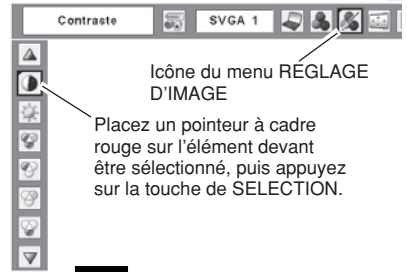 Contraste
SVGA 1
Icône du menu RÉGLAGE
D'IMAGE
Placez un pointeur à cadre
rouge sur l'élément devant
être sélectionné, puis appuyez
sur la touche de SELECTION.